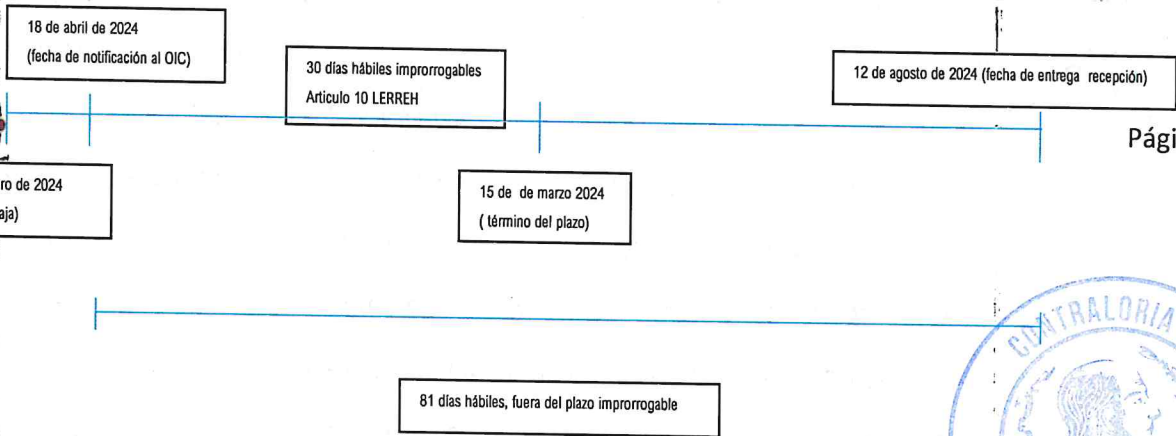 18 de abril de 2024
(fecha de notificación al OIC)
30 días hábiles improrrogables
Articulo 10 LERREH
12 de agosto de 2024 (fecha de entrega recepción)
Pági
ro de 2024
aja)
15 de de marzo 2024
( término del plazo)
81 días hábiles, fuera del plazo improrrogable
CONTRALORIA